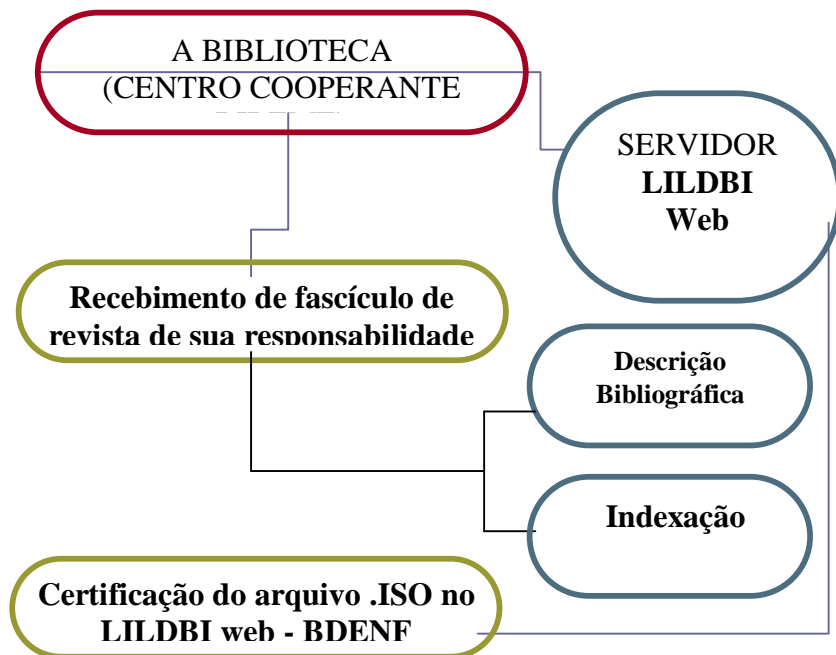 A BIBLIOTECA
(CENTRO COOPERANTE
SERVIDOR
LILDBI
Web
Recebimento de fascículo de
revista de sua responsabilidade
Descrição
Bibliográfica
Indexação
Certificação do arquivo .ISO no
LILDBI web - BDENF